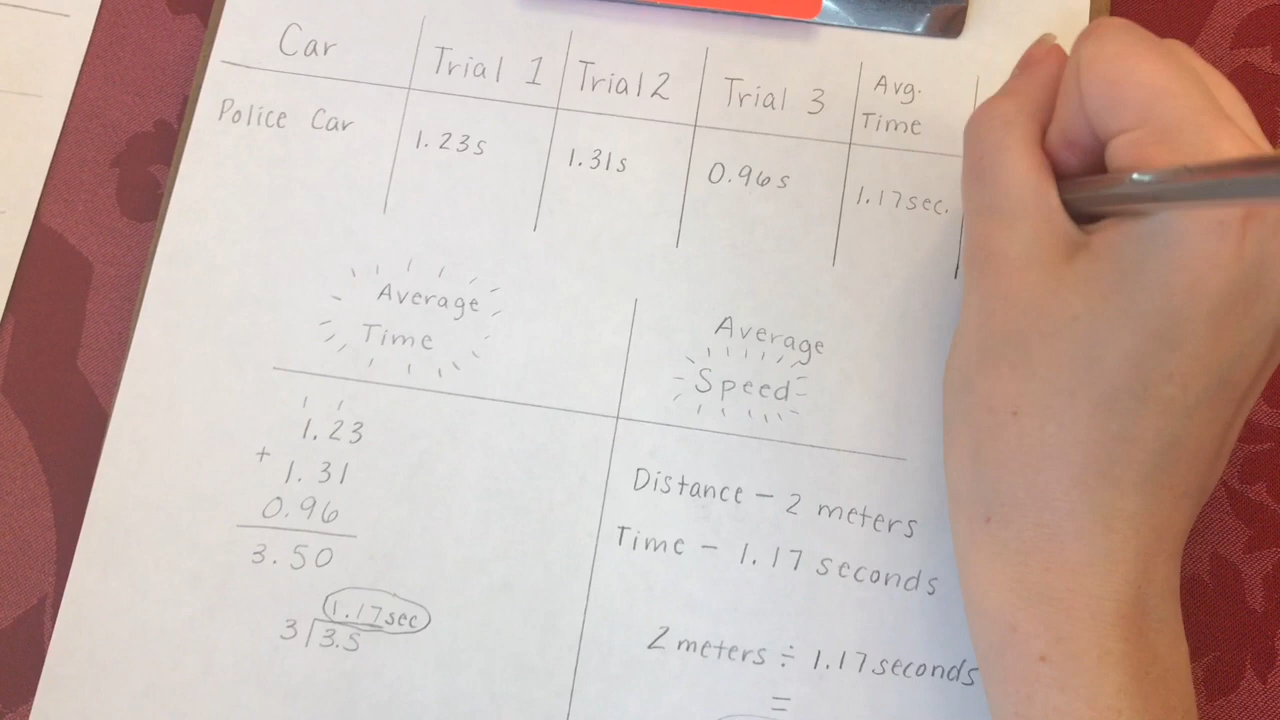 Car Trial 1 Trial 2 Trial 3 Avg. Time
Police Car 1.23s 1.31s 0.96s 1.17sec.
Average
Time
1 1
1.23
+ 1.31
0.96
3.50
1.17sec
3 3.5
Average
Speed
Distance - 2 meters
Time - 1.17 seconds
2 meters ÷ 1.17 seconds
=